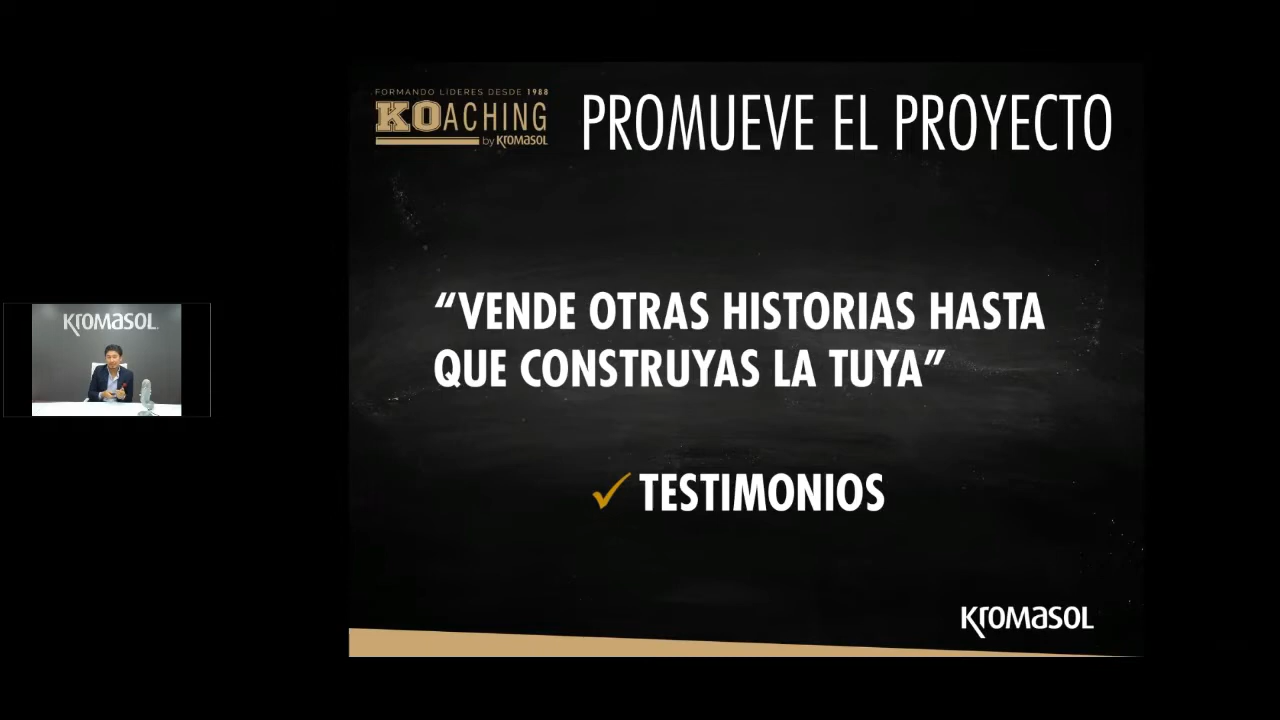 FORMANDO LÍDERES DESDE 1988
KOACHING
by KROMASOL
PROMUEVE EL PROYECTO
KROMASOL
“VENDE OTRAS HISTORIAS HASTA
QUE CONSTRUYAS LA TUYA”
✓ TESTIMONIOS
KROMASOL